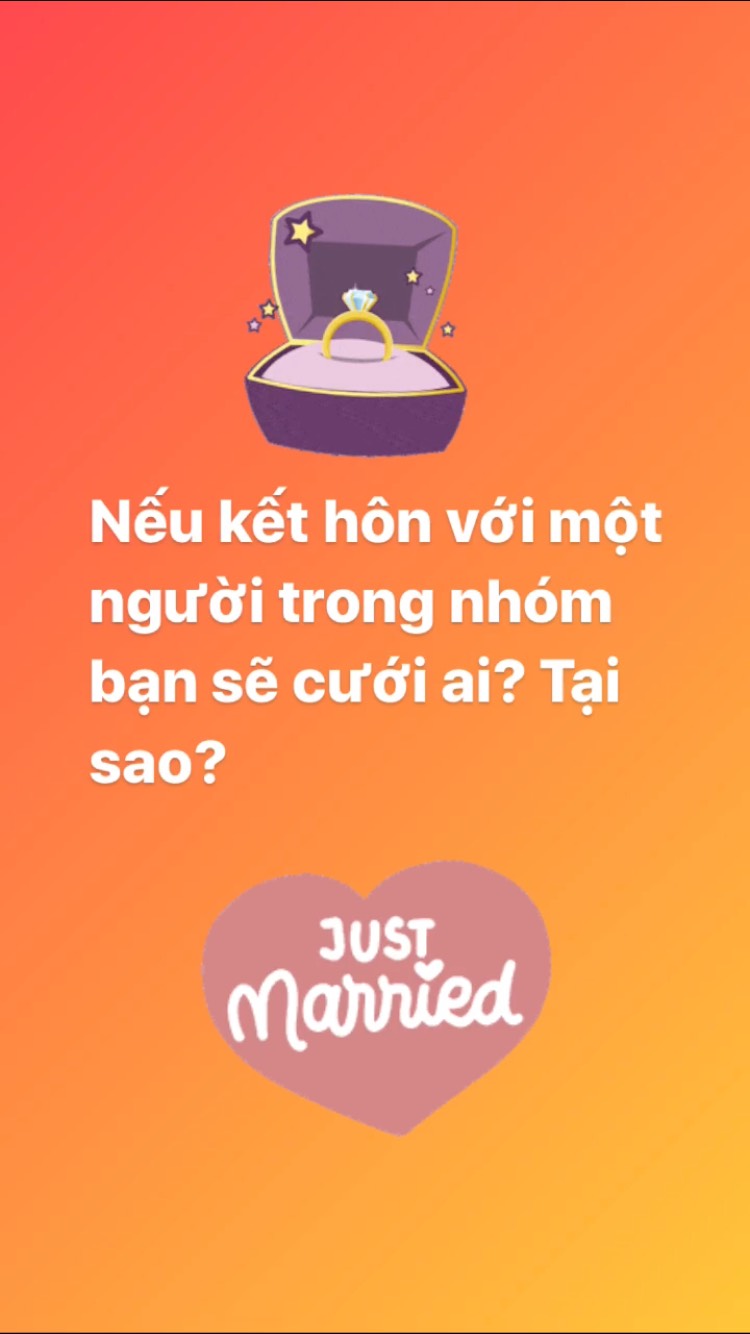 Nếu kết hôn với một
người trong nhóm
bạn sẽ cưới ai? Tại
sao?
JUST
married